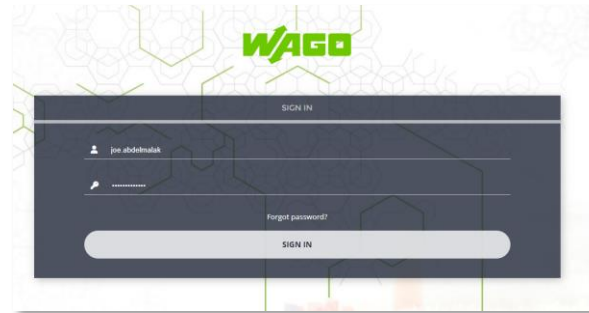 WAGO
SIGN IN
joe.abdelmalak
Forgot password?
SIGN IN